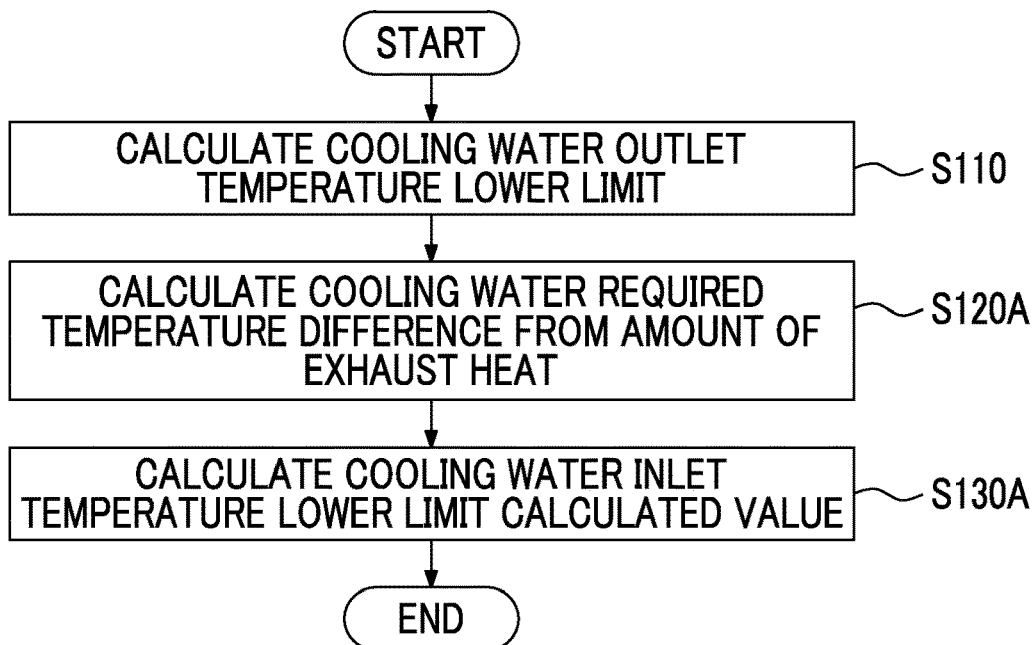 START
CALCULATE COOLING WATER OUTLET
TEMPERATURE LOWER LIMIT
S110
CALCULATE COOLING WATER REQUIRED
TEMPERATURE DIFFERENCE FROM AMOUNT OF
EXHAUST HEAT
S120A
CALCULATE COOLING WATER INLET
TEMPERATURE LOWER LIMIT CALCULATED VALUE
S130A
END